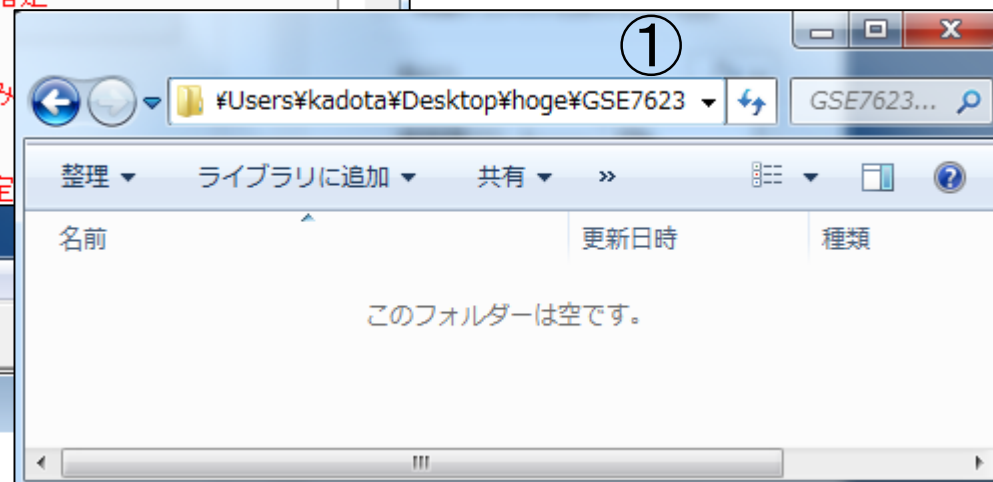 ①
¥Users¥kadota¥Desktop¥hoge¥GSE7623
GSE7623...
整理 ライブラリに追加 共有 »
名前 更新日時 種類
このフォルダーは空です。